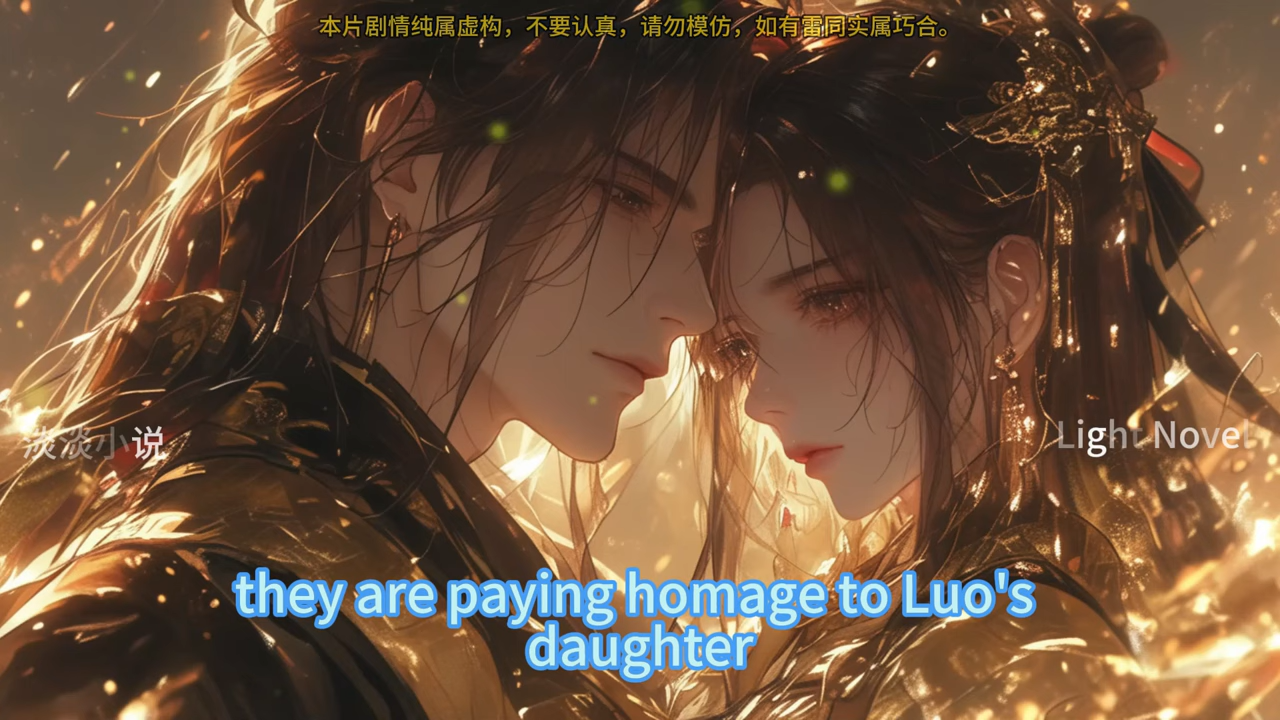 本片剧情纯属虚构，不要认真，请勿模仿，如有雷同实属巧合。
淡淡小说
Light Novel
they are paying homage to Luo's
daughter